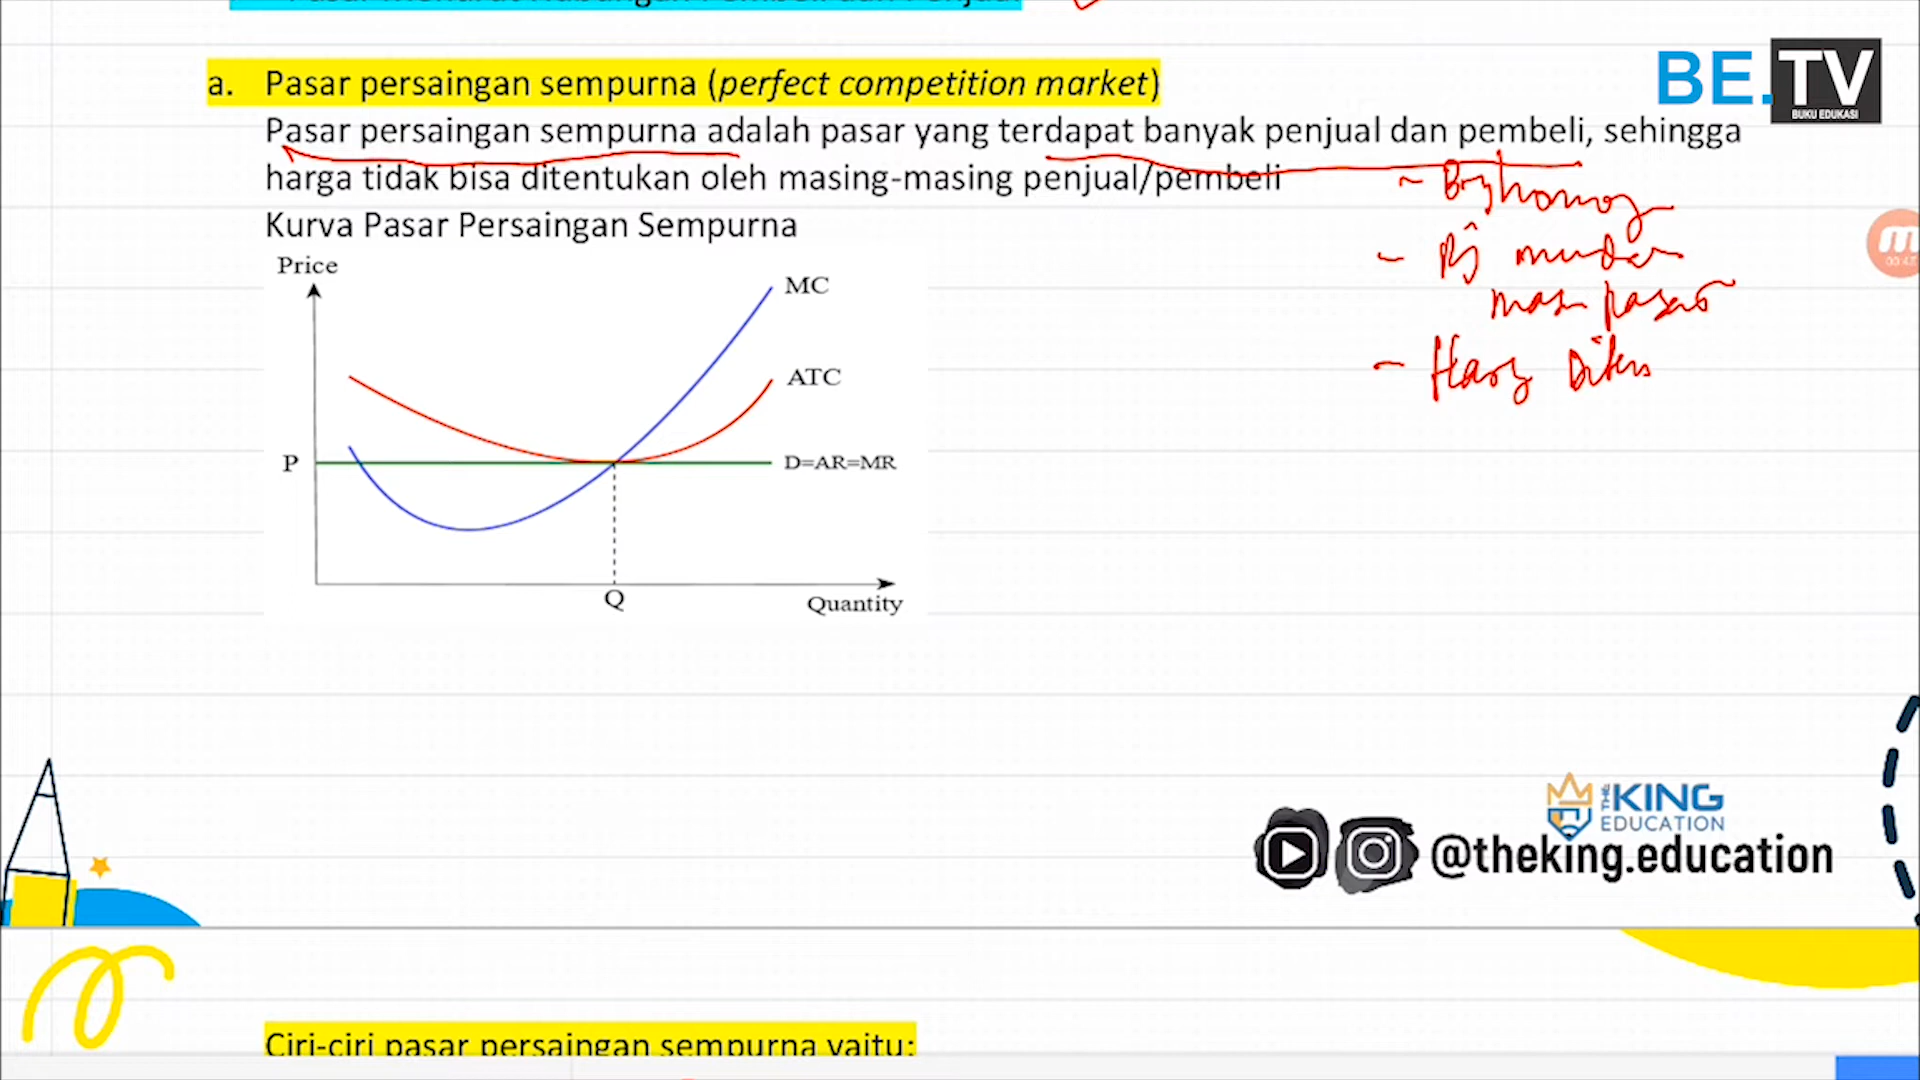 BE.TV
BUKU EDUKASI
a. Pasar persaingan sempurna (perfect competition market)
Pasar persaingan sempurna adalah pasar yang terdapat banyak penjual dan pembeli, sehingga
harga tidak bisa ditentukan oleh masing-masing penjual/pembeli
Kurva Pasar Persaingan Sempurna
Price
MC
ATC
P
D=AR=MR
Q
Quantity
- homog
- Pj mudah
masuk pasar
- Harg Diten
THE KING
EDUCATION
@theking.education
Ciri-ciri pasar persaingan sempurna yaitu: